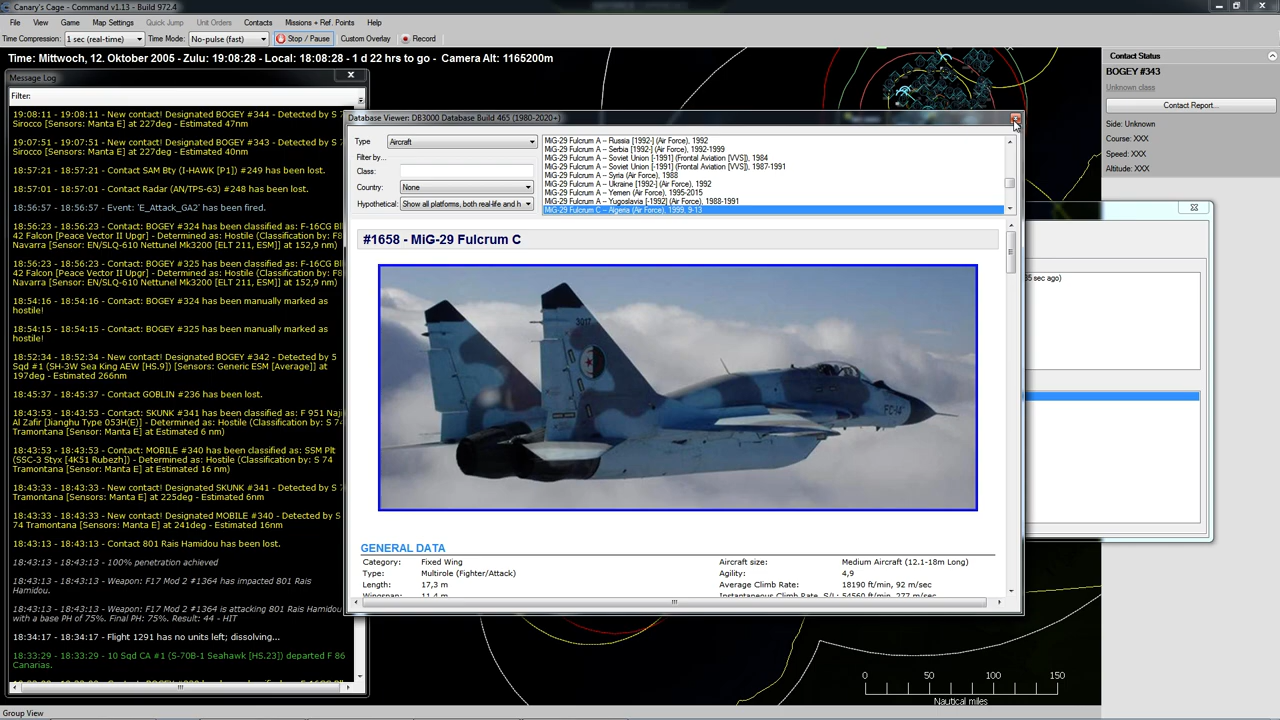 Canary's Cage - Command v1.13 - Build 972.4
File View Game Map Settings Quick Jump Unit Orders Contacts Missions + Ref. Points Help
Time Compression: 1 sec (real-time) Time Mode: No-pulse (fast) Stop / Pause Custom Overlay Record
Time: Mittwoch, 12. Oktober 2005 - Zulu: 19:08:28 - Local: 18:08:28 - 1 d 22 hrs to go - Camera Alt: 1165200m
Message Log
Filter:
19:08:11 - 19:08:11 - New contact! Designated BOGEY #344 - Detected by S
Sirocco [Sensors: Manta E] at 227deg - Estimated 47nm
19:07:51 - 19:07:51 - New contact! Designated BOGEY #343 - Detected by S
Sirocco [Sensors: Manta E] at 227deg - Estimated 40nm
18:57:21 - 18:57:21 - Contact SAM Bty (I-HAWK [P1]) #249 has been lost.
18:57:01 - 18:57:01 - Contact Radar (AN/TPS-63) #248 has been lost.
18:56:57 - 18:56:57 - Event: 'E_Attack_GA2' has been fired.
18:56:23 - 18:56:23 - Contact: BOGEY #324 has been classified as: F-16CG Bl
42 Falcon [Peace Vector II Upgr] - Determined as: Hostile (Classification by: F8
Navarra [Sensors: EN/SLQ-610 Nettunel Mk3200 [ELT 211, ESM] at 152,9 nm)
18:56:23 - 18:56:23 - Contact: BOGEY #325 has been classified as: F-16CG Bl
42 Falcon [Peace Vector II Upgr] - Determined as: Hostile (Classification by: F8
Navarra [Sensors: EN/SLQ-610 Nettunel Mk3200 [ELT 211, ESM] at 152,9 nm)
18:54:16 - 18:54:16 - Contact: BOGEY #324 has been manually marked as
hostile!
18:54:15 - 18:54:15 - Contact: BOGEY #325 has been manually marked as
hostile!
18:52:34 - 18:52:34 - New contact! Designated BOGEY #342 - Detected by 5
Sqd #1 (SH-3W Sea King AEW [HS.9]) [Sensors: Generic ESM [Average]] at
197deg - Estimated 266nm
18:45:37 - 18:45:37 - Contact GOBLIN #236 has been lost.
18:43:53 - 18:43:53 - Contact: SKUNK #341 has been classified as: F 951 Naj
Al Zafir [Jianghu Type 053H(E)] - Determined as: Hostile (Classification by: S 74
Tramontana [Sensor: Manta E] at Estimated 6 nm)
18:43:53 - 18:43:53 - Contact: MOBILE #340 has been classified as: SSM Plt
(SSC-3 Styx [4K51 Rubezh]) - Determined as: Hostile (Classification by: S 74
Tramontana [Sensor: Manta E] at Estimated 16 nm)
18:43:33 - 18:43:33 - New contact! Designated SKUNK #341 - Detected by S 7
Tramontana [Sensors: Manta E] at 225deg - Estimated 6nm
18:43:33 - 18:43:33 - New contact! Designated MOBILE #340 - Detected by S
74 Tramontana [Sensors: Manta E] at 241deg - Estimated 16nm
18:43:13 - 18:43:13 - Contact 801 Rais Hamidou has been lost.
18:43:13 - 18:43:13 - 100% penetration achieved
18:43:13 - 18:43:13 - Weapon: F17 Mod 2 #1364 has impacted 801 Rais
Hamidou.
18:43:13 - 18:43:13 - Weapon: F17 Mod 2 #1364 is attacking 801 Rais Hamidou
with a base PH of 75%. Final PH: 75%. Result: 44 - HIT
18:34:17 - 18:34:17 - Flight 1291 has no units left; dissolving...
18:33:29 - 18:33:29 - 10 Sqd CA #1 (S-70B-1 Seahawk [HS.23]) departed F 86
Canarias.
Group View
Database Viewer: DB3000 Database Build 465 (1980-2020+)
Type Aircraft
Filter by...
Class:
Country: None
Hypothetical: Show all platforms, both real-life and h
MiG-29 Fulcrum A -- Russia [1992-] (Air Force), 1992
MiG-29 Fulcrum A -- Serbia [1992-] (Air Force), 1992-1999
MiG-29 Fulcrum A -- Soviet Union [-1991] (Frontal Aviation [VVS]), 1984
MiG-29 Fulcrum A -- Soviet Union [-1991] (Frontal Aviation [VVS]), 1987-1991
MiG-29 Fulcrum A -- Syria (Air Force), 1988
MiG-29 Fulcrum A -- Ukraine [1992-] (Air Force), 1992
MiG-29 Fulcrum A -- Yemen (Air Force), 1995-2015
MiG-29 Fulcrum A -- Yugoslavia [-1992] (Air Force), 1988-1991
MiG-29 Fulcrum C -- Algeria (Air Force), 1999, 9-13
#1658 - MiG-29 Fulcrum C
3017
FC-14
GENERAL DATA
Category: Fixed Wing
Type: Multirole (Fighter/Attack)
Length: 17,3 m
Wingspan: 11,4 m
Aircraft size: Medium Aircraft (12.1-18m Long)
Agility: 4,9
Average Climb Rate: 18190 ft/min, 92 m/sec
Instantaneous Climb Rate, S/L: 54560 ft/min, 277 m/sec
Contact Status
BOGEY #343
Unknown class
Contact Report...
Side: Unknown
Course: XXX
Speed: XXX
Altitude: XXX
sec ago)
0 50 100 150
Nautical miles